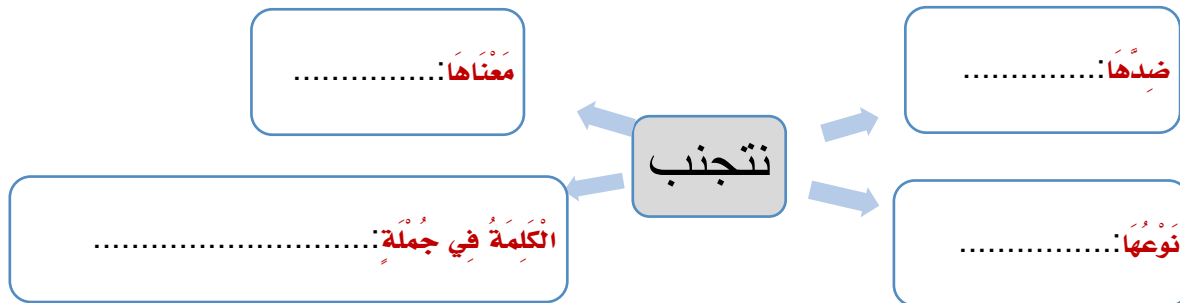 ضِدَّهَا:..............
مَعْنَاهَا:...............
نتجنب
نَوْعُهَا:................
الْكَلِمَةُ فِي جُمْلَةٍ:.............................